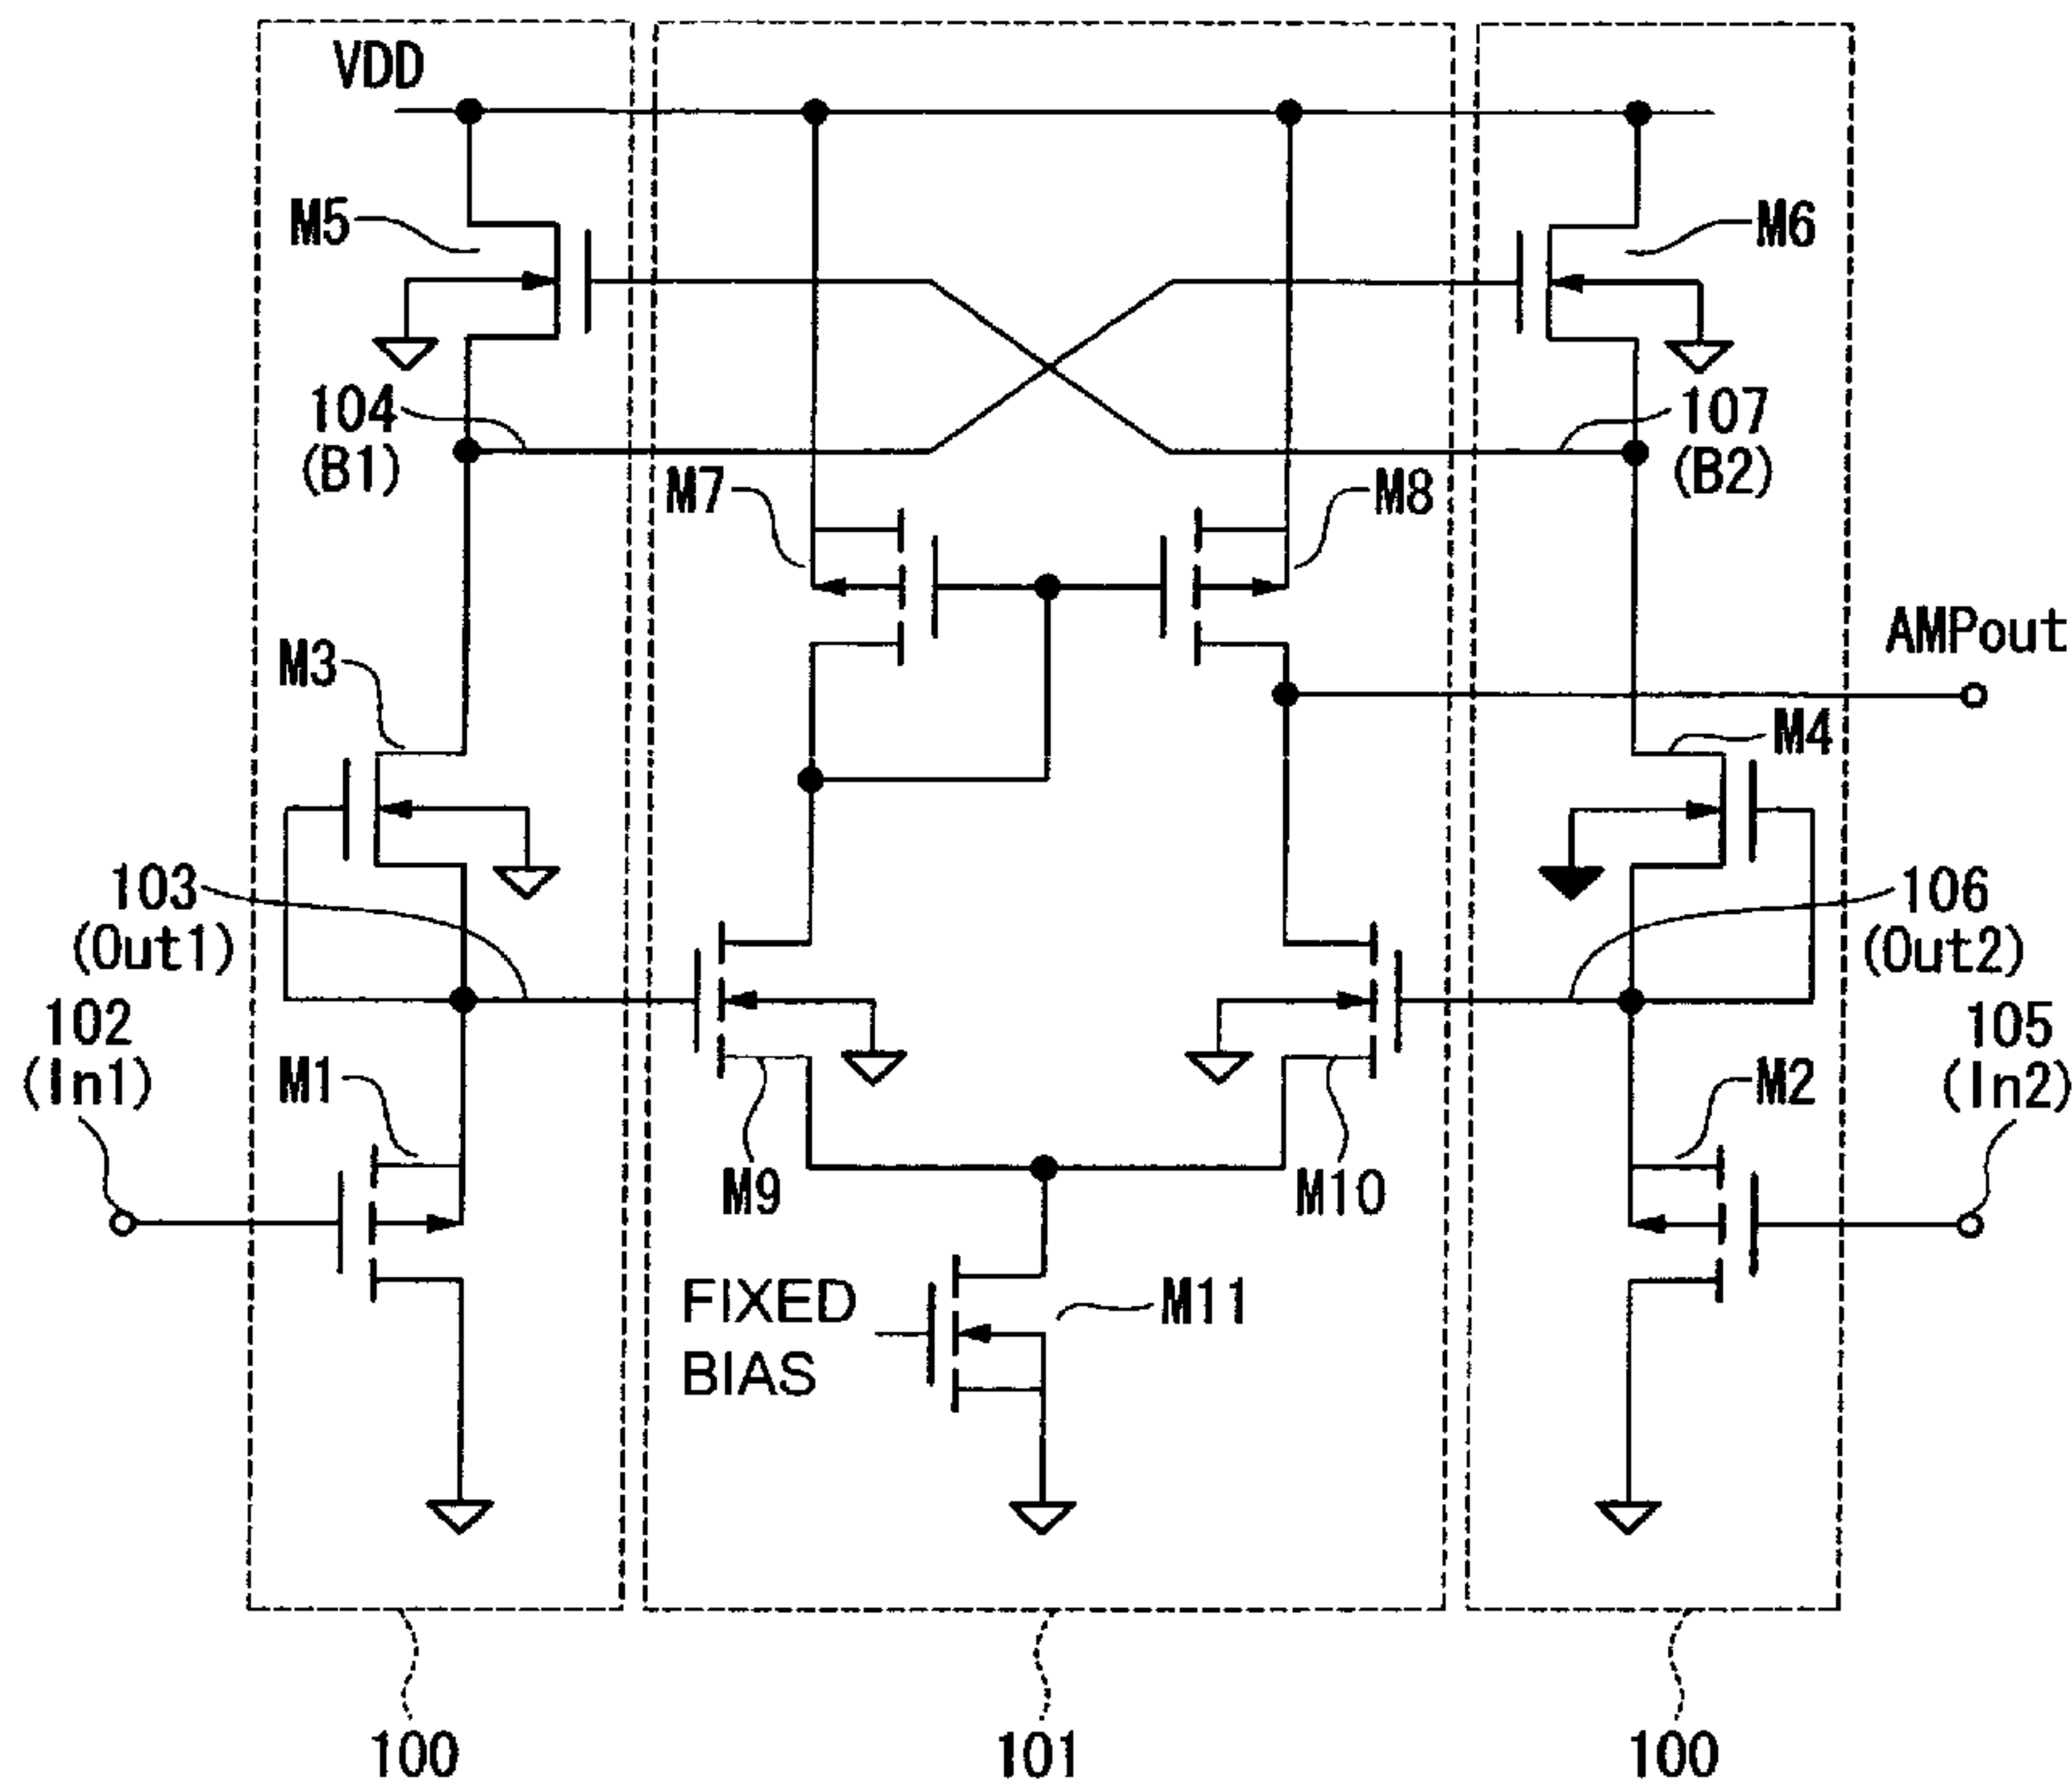 VDD
M5
M6
104
(B1)
107
(B2)
M7
M8
AMPout
M3
M4
103
(Out1)
106
(Out2)
102
(In1)
105
(In2)
M1
M2
M9
M10
FIXED
BIAS
M11
100
101
100